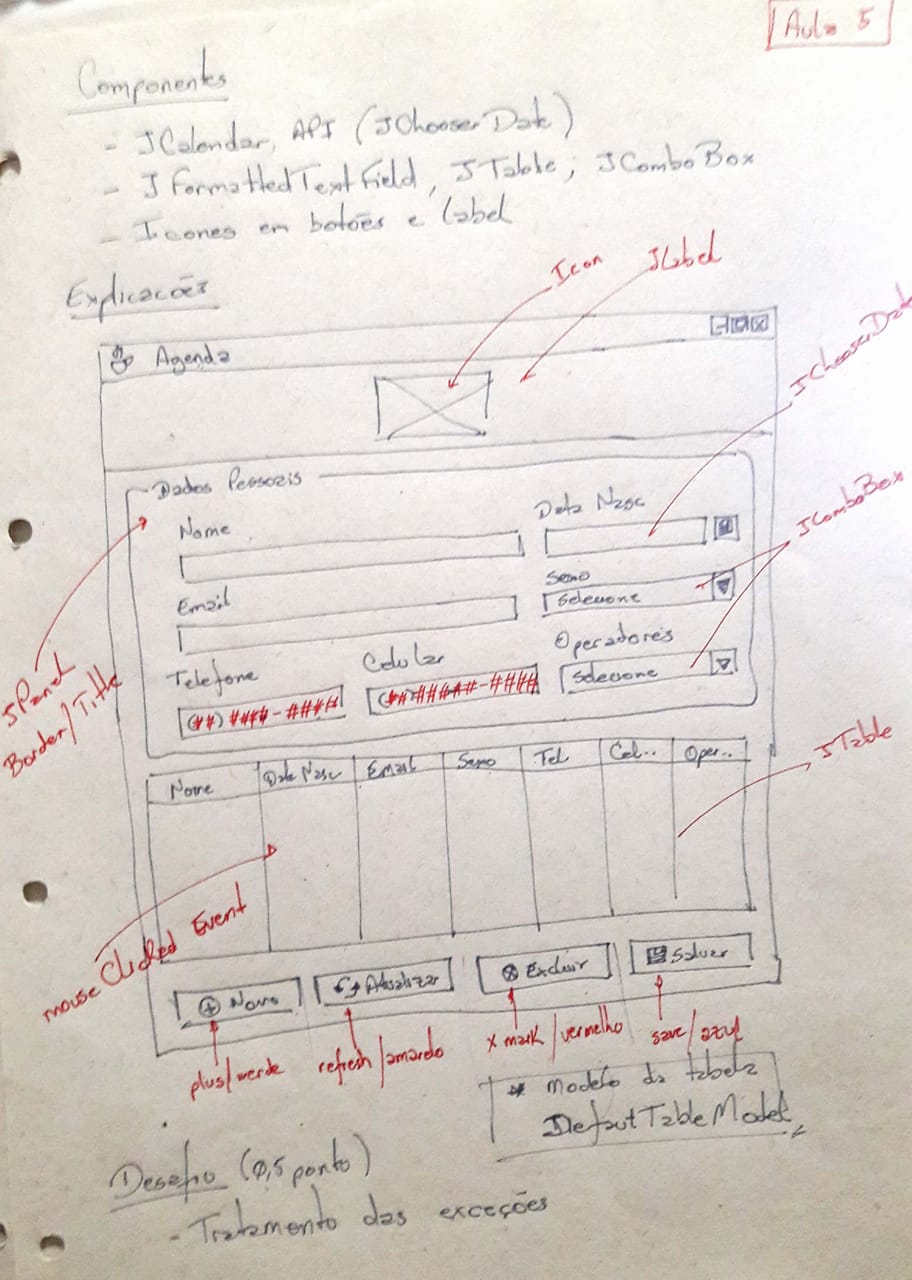 Aula 5
Componentes
- JCalendar, API (JChooserDate)
- JFormattedTextField, JTable; JComboBox
- Icones em botões e label
Explicações
Icon
JLabel
JChooserDate
Agenda
Dados Pessoais
Nome
Data Nasc
JComboBox
Email
Sexo
Selecione
Operadores
Telefone
Celular
Selecione
(##) ####-####
(##)#####-####
JPanel
Border/Title
JTable
Nome
Data Nasc
Email
Sexo
Tel
Cel..
Oper..
mouse Clicked Event
Novo
Atualizar
Excluir
Salvar
plus/verde
refresh/amarelo
x mark/vermelho
save/azul
* modelo da tabela
DefautTableModel
Desafio (0,5 ponto)
- Tratamento das exceções